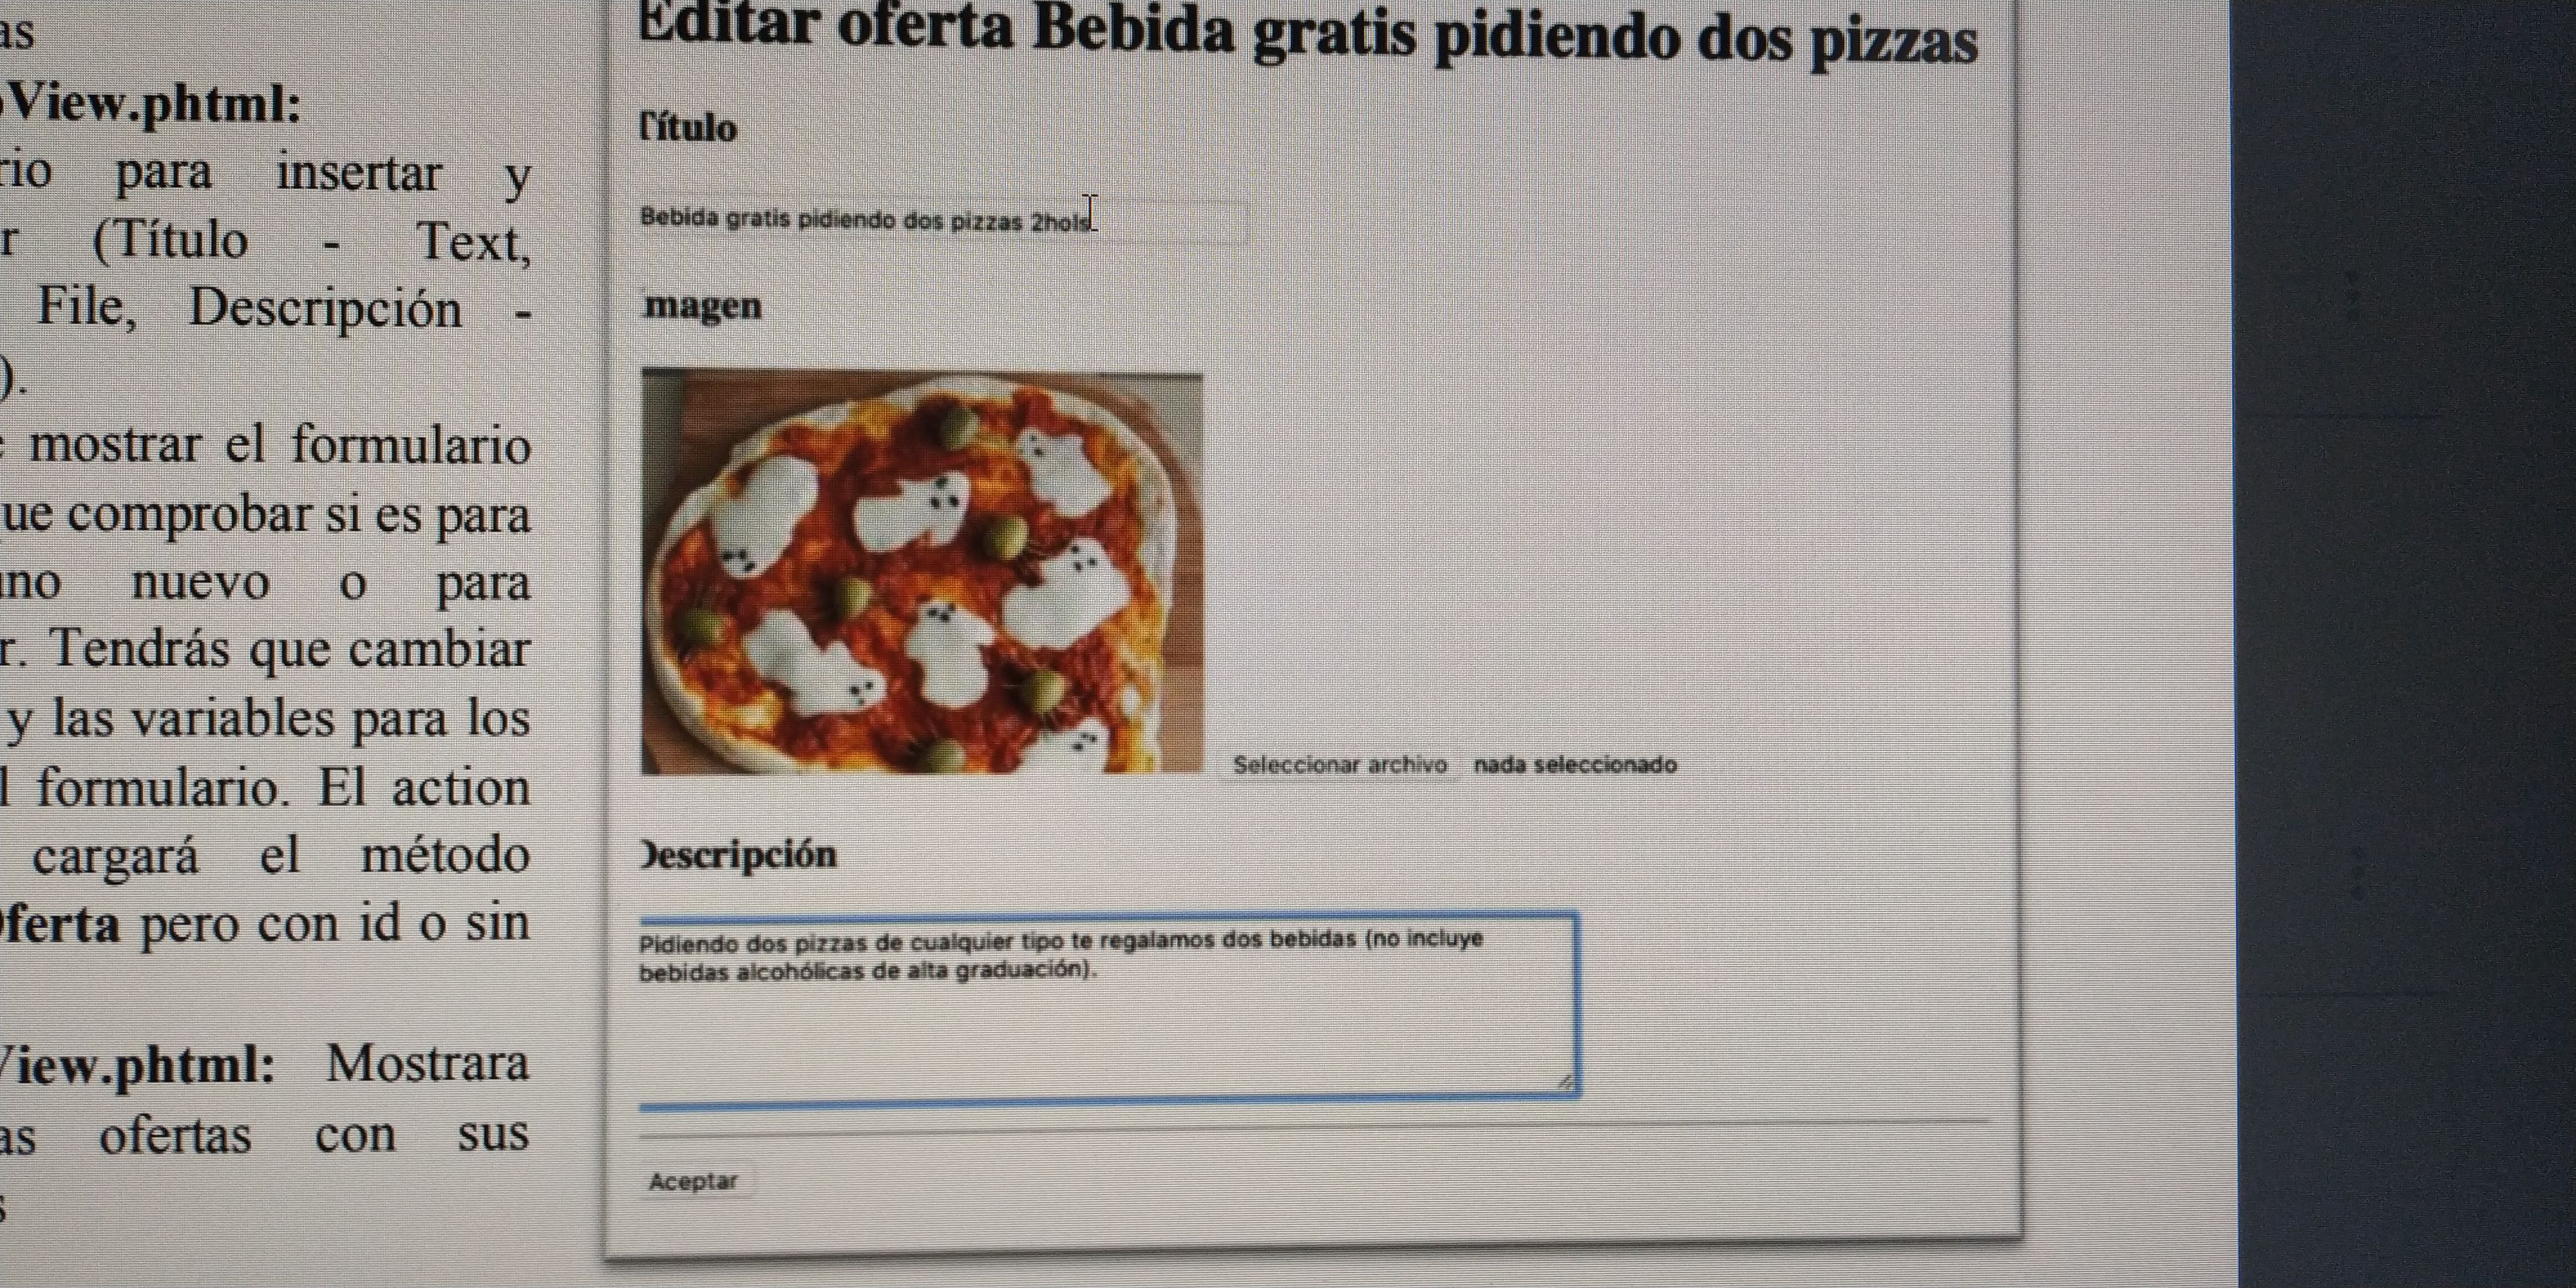 as
View.phtml:
rio para insertar y
r (Título - Text,
File, Descripción -
).
mostrar el formulario
ue comprobar si es para
uno nuevo o para
r. Tendrás que cambiar
y las variables para los
l formulario. El action
cargará el método
ferta pero con id o sin
View.phtml: Mostrara
as ofertas con sus
Editar oferta Bebida gratis pidiendo dos pizzas
Título
Bebida gratis pidiendo dos pizzas 2hols
magen
Seleccionar archivo nada seleccionado
Descripción
Pidiendo dos pizzas de cualquier tipo te regalamos dos bebidas (no incluye
bebidas alcohólicas de alta graduación).
Aceptar